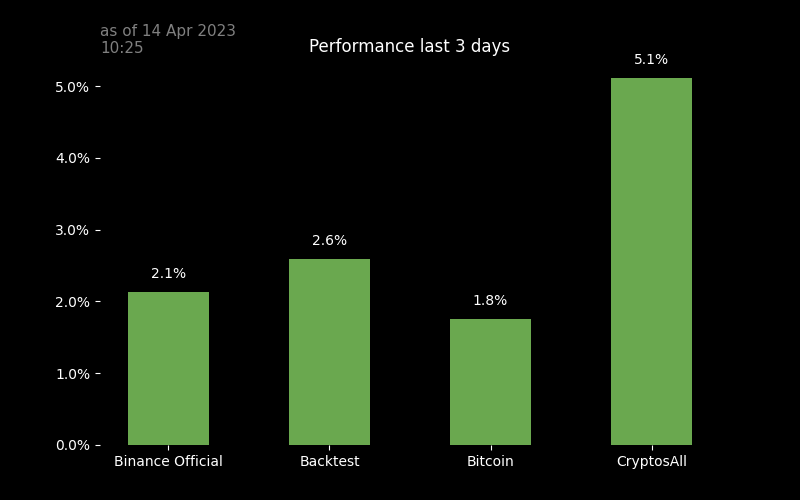 as of 14 Apr 2023
10:25
Performance last 3 days
5.1%
5.0%
4.0%
3.0%
2.6%
2.1%
2.0%
1.8%
1.0%
0.0%
Binance Official
Backtest
Bitcoin
CryptosAll